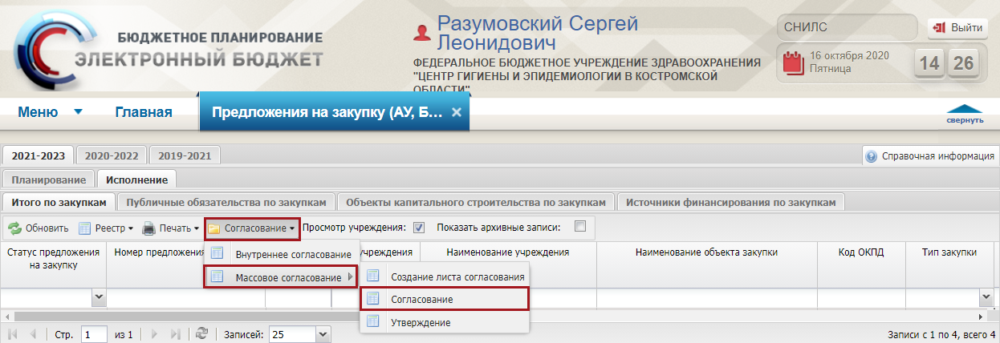 БЮДЖЕТНОЕ ПЛАНИРОВАНИЕ
ЭЛЕКТРОННЫЙ БЮДЖЕТ
Разумовский Сергей
Леонидович
ФЕДЕРАЛЬНОЕ БЮДЖЕТНОЕ УЧРЕЖДЕНИЕ ЗДРАВООХРАНЕНИЯ
"ЦЕНТР ГИГИЕНЫ И ЭПИДЕМИОЛОГИИ В КОСТРОМСКОЙ
ОБЛАСТИ"
СНИЛС
Выйти
16 октября 2020
Пятница
14 26
Меню Главная Предложения на закупку (АУ, Б... ×
свернуть
2021-2023 2020-2022 2019-2021 Справочная информация
Планирование Исполнение
Итого по закупкам Публичные обязательства по закупкам Объекты капитального строительства по закупкам Источники финансирования по закупкам
Обновить Реестр Печать Согласование Просмотр учреждения: Показать архивные записи:
Статус предложения
на закупку
Номер предложения учреждения Наименование учреждения Наименование объекта закупки Код ОКПД Тип закупки
Внутреннее согласование
Массовое согласование
Создание листа согласования
Согласование
Утверждение
Стр. 1 из 1 Записей: 25 Записи с 1 по 4, всего 4